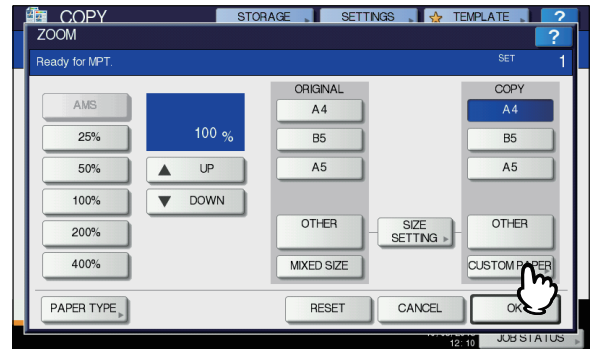 COPY STORAGE SETTINGS TEMPLATE ?
ZOOM ?
Ready for MPT. SET 1
ORIGINAL COPY
AMS A4 A4
25% 100 % B5 B5
50% UP A5 A5
100% DOWN
200% OTHER SIZE SETTING OTHER
400% MIXED SIZE CUSTOM PAPER
PAPER TYPE RESET CANCEL OK
12:10 JOB STATUS